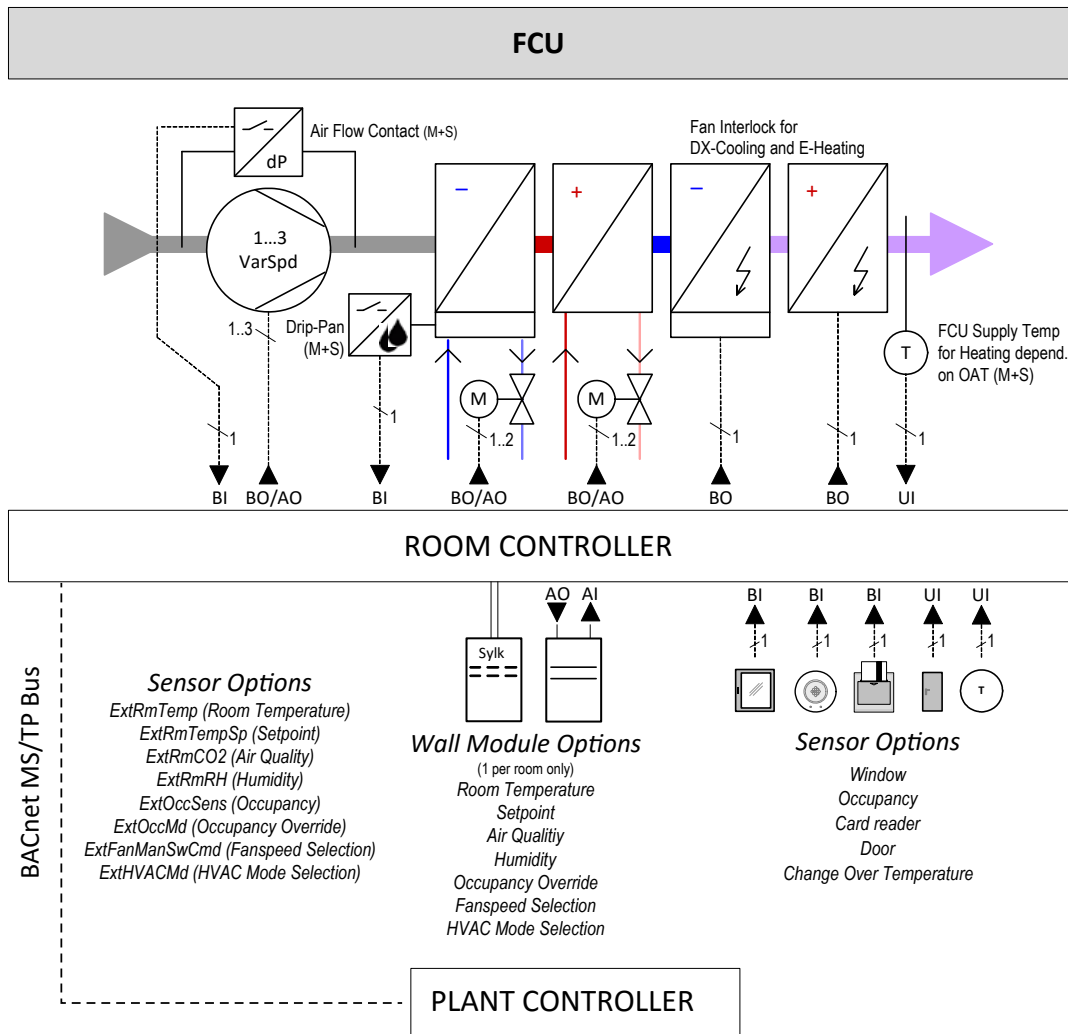 FCU
Air Flow Contact (M+S)
dP
Fan Interlock for
DX-Cooling and E-Heating
− + − +
1...3
VarSpd
1..3
Drip-Pan
(M+S)
FCU Supply Temp
for Heating depend.
on OAT (M+S)
T
M M
1 1 1..2 1..2 1 1 1
BI BO/AO BI BO/AO BO/AO BO BO UI
ROOM CONTROLLER
BACnet MS/TP Bus
AO AI
BI BI BI UI UI
1 1 1 1 1
Sylk
T
Sensor Options
ExtRmTemp (Room Temperature)
ExtRmTempSp (Setpoint)
ExtRmCO2 (Air Quality)
ExtRmRH (Humidity)
ExtOccSens (Occupancy)
ExtOccMd (Occupancy Override)
ExtFanManSwCmd (Fanspeed Selection)
ExtHVACMd (HVAC Mode Selection)
Wall Module Options
(1 per room only)
Room Temperature
Setpoint
Air Qualitiy
Humidity
Occupancy Override
Fanspeed Selection
HVAC Mode Selection
Sensor Options
Window
Occupancy
Card reader
Door
Change Over Temperature
PLANT CONTROLLER